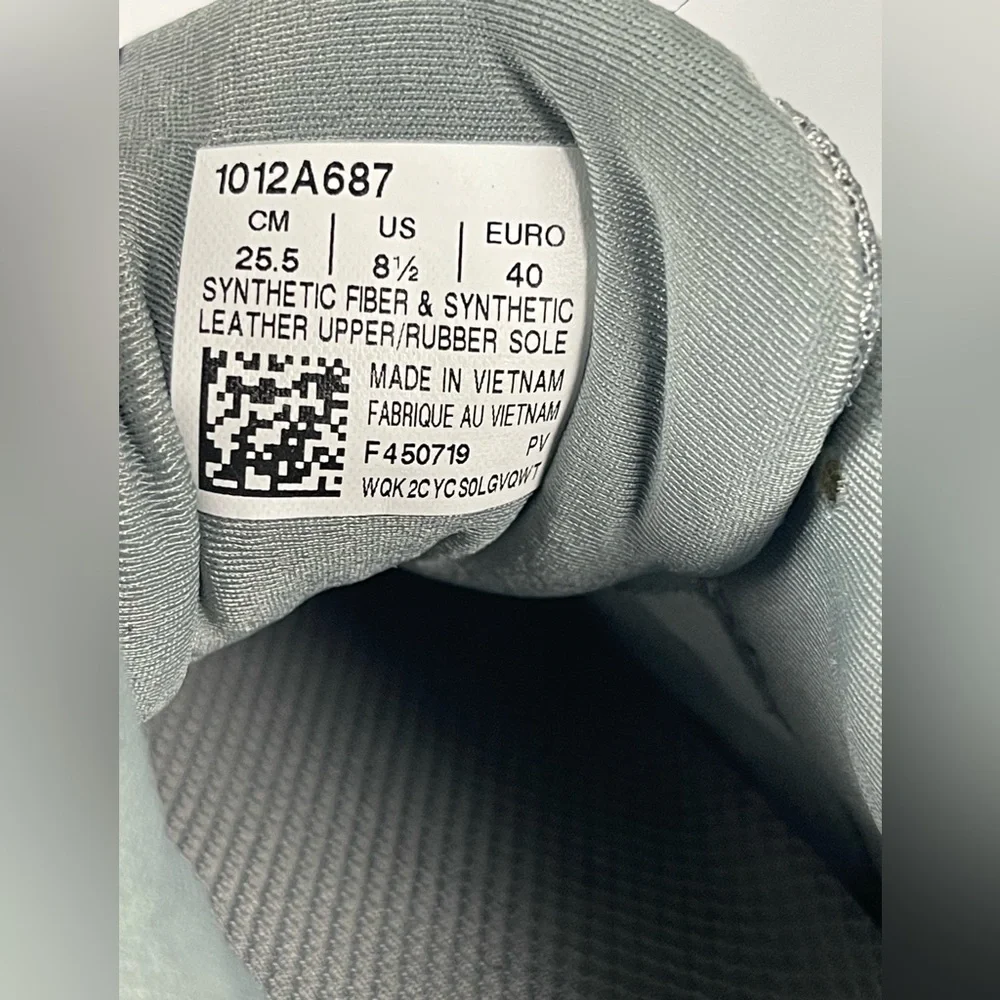 1012A687
CM | US | EURO
25.5 | 8½ | 40
SYNTHETIC FIBER & SYNTHETIC
LEATHER UPPER/RUBBER SOLE
MADE IN VIETNAM
FABRIQUE AU VIETNAM
F450719 PV
WQK2CYCS0LGVQWT